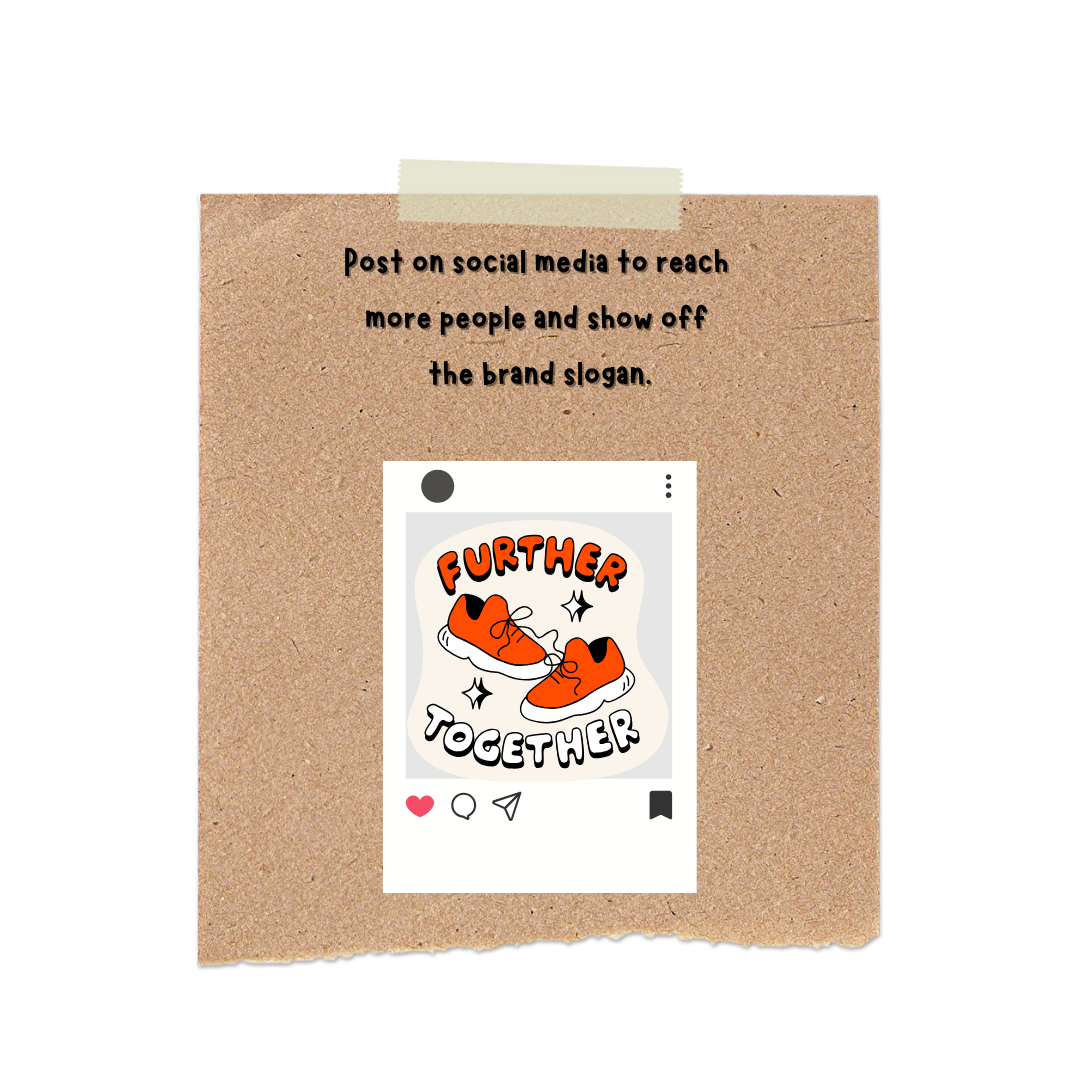 Post on social media to reach
more people and show off
the brand slogan.
FURTHER
TOGETHER